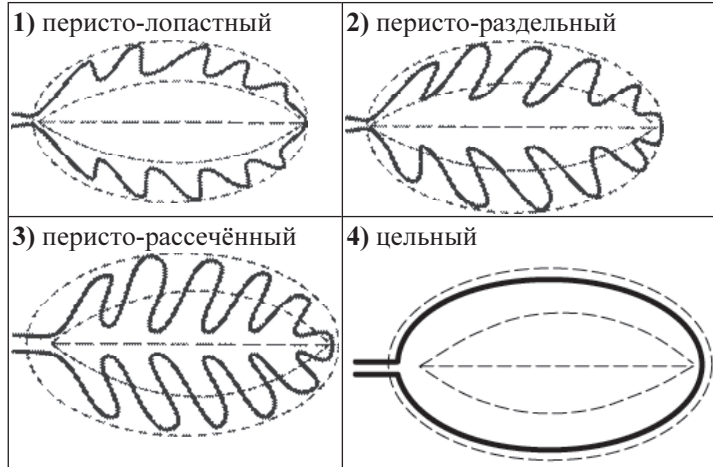 1) перисто-лопастный
2) перисто-раздельный
3) перисто-рассечённый
4) цельный